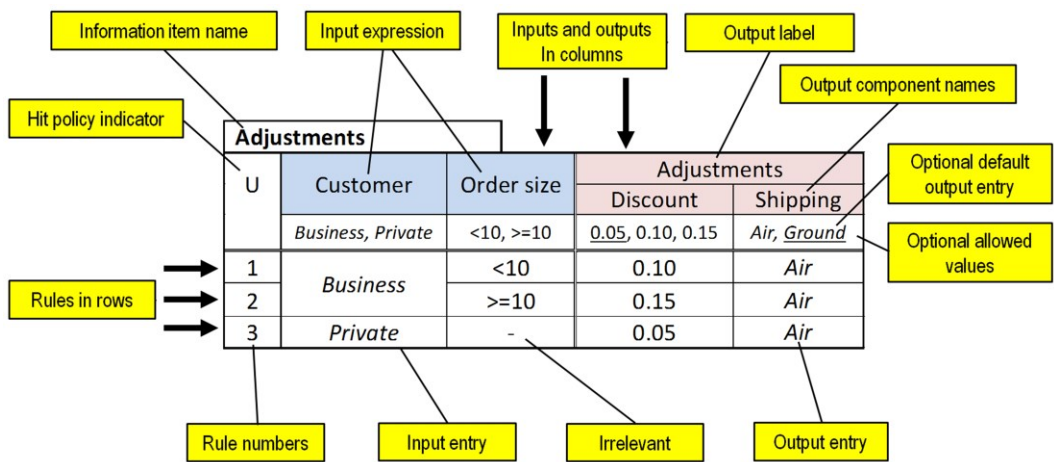 Information item name
Input expression
Inputs and outputs
In columns
Output label
Output component names
Hit policy indicator
Adjustments
U
Customer
Order size
Adjustments
Discount
Shipping
Optional default
output entry
Business, Private
<10, >=10
0.05, 0.10, 0.15
Air, Ground
Optional allowed
values
Rules in rows
1
Business
<10
0.10
Air
2
>=10
0.15
Air
3
Private
-
0.05
Air
Rule numbers
Input entry
Irrelevant
Output entry